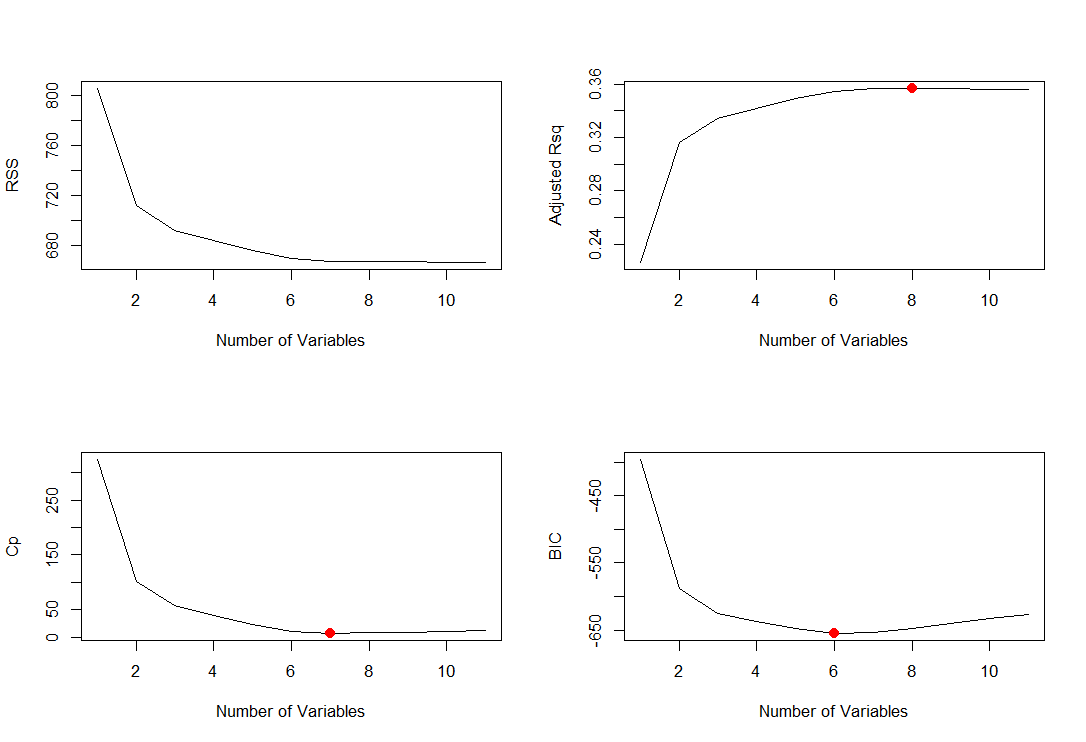 RSS
800
760
720
680
2 4 6 8 10
Number of Variables
Adjusted Rsq
0.36
0.32
0.28
0.24
2 4 6 8 10
Number of Variables
Cp
250
150
50
0
2 4 6 8 10
Number of Variables
BIC
-450
-550
-650
2 4 6 8 10
Number of Variables